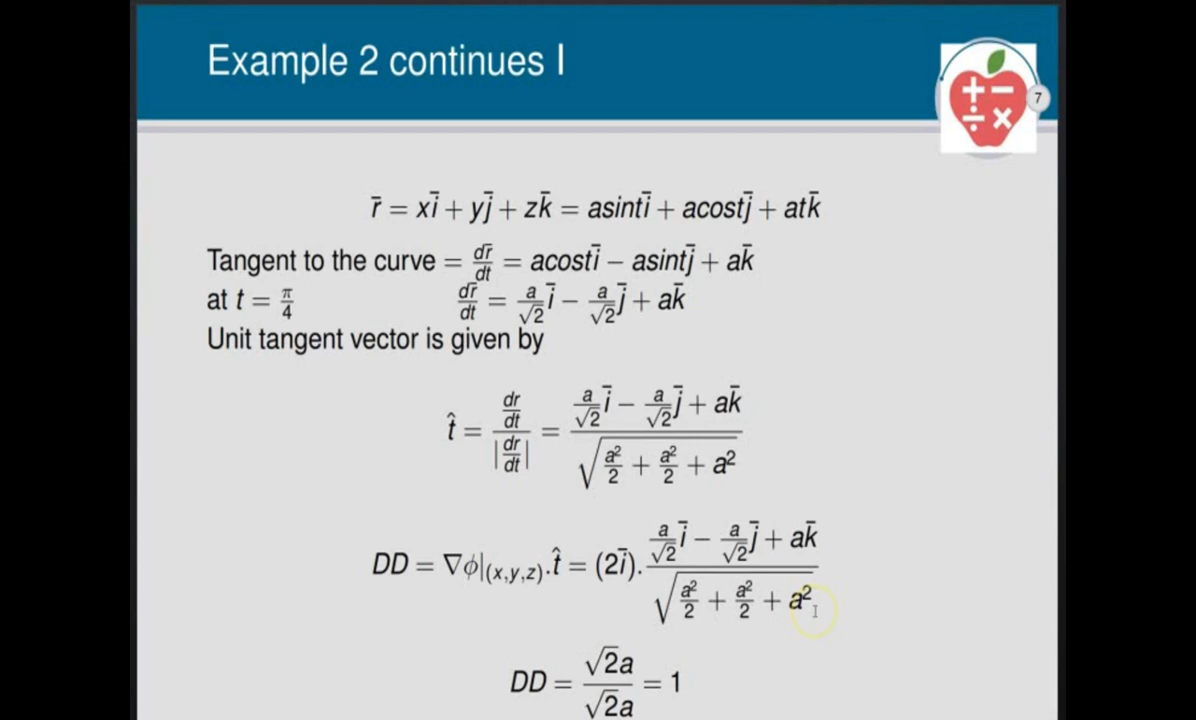 Example 2 continues I
7
r̄ = xī + yj̄ + zk̄ = asintī + acostj̄ + atk̄
Tangent to the curve = dr̄/dt = acostī − asintj̄ + ak̄
at t = π/4 dr̄/dt = a/√2 ī − a/√2 j̄ + ak̄
Unit tangent vector is given by
t̂ = (dr/dt)/|dr/dt| = (a/√2 ī − a/√2 j̄ + ak̄)/√(a²/2 + a²/2 + a²)
DD = ∇φ|(x,y,z).t̂ = (2ī).(a/√2 ī − a/√2 j̄ + ak̄)/√(a²/2 + a²/2 + a²)
DD = √2a/√2a = 1